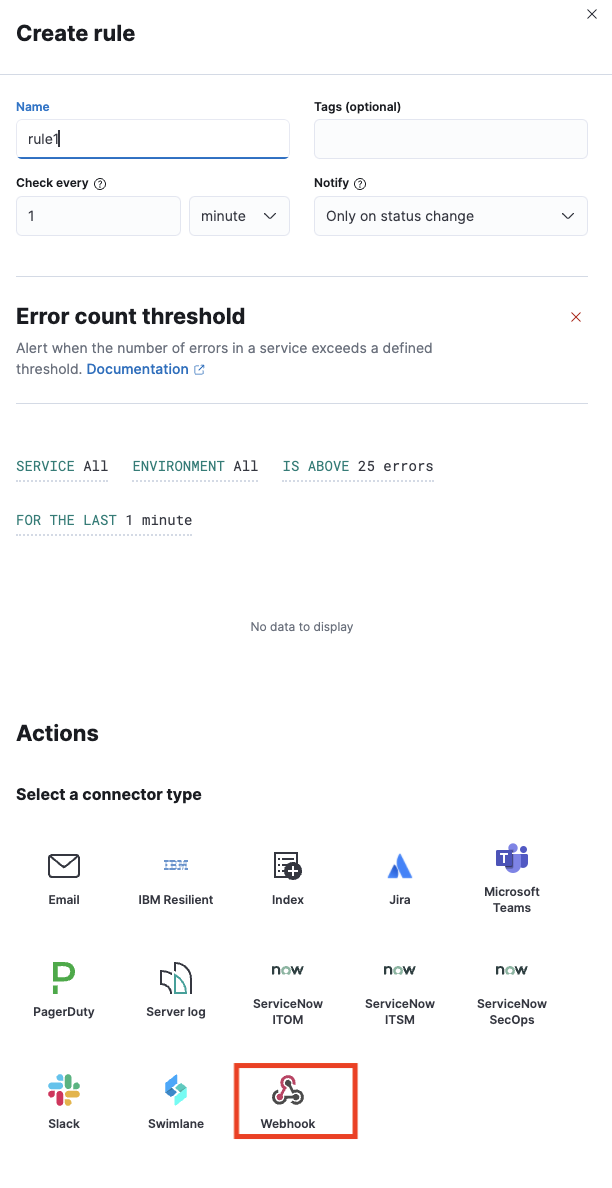 Create rule
Name
Tags (optional)
rule1
Check every
Notify
1
minute
Only on status change
Error count threshold
Alert when the number of errors in a service exceeds a defined
threshold. Documentation
SERVICE All
ENVIRONMENT All
IS ABOVE 25 errors
FOR THE LAST 1 minute
No data to display
Actions
Select a connector type
IBM
T
Email
IBM Resilient
Index
Jira
Microsoft
Teams
P
now
now
now
PagerDuty
Server log
ServiceNow
ITOM
ServiceNow
ITSM
ServiceNow
SecOps
Slack
Swimlane
Webhook